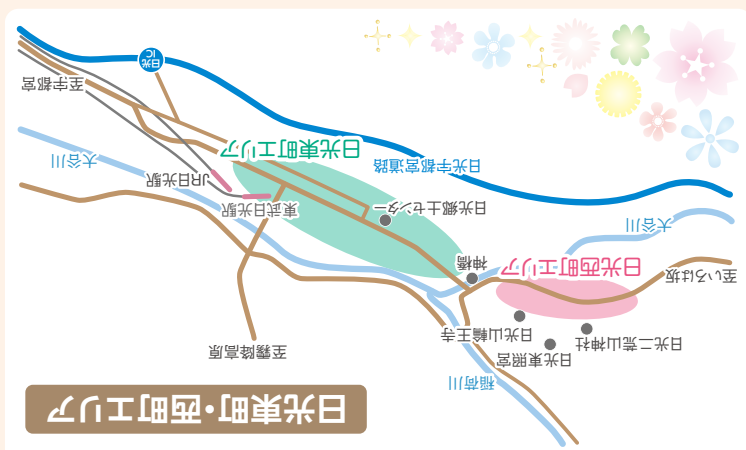 日光東町・西町エリア
稲荷川
至霧降高原
日光東照宮
日光二荒山神社
日光山輪王寺
至いろは坂
日光西町エリア
神橋
大谷川
東武日光駅
日光郷土センター
JR日光駅
大谷川
日光宇都宮道路
日光東町エリア
至宇都宮
日光
IC